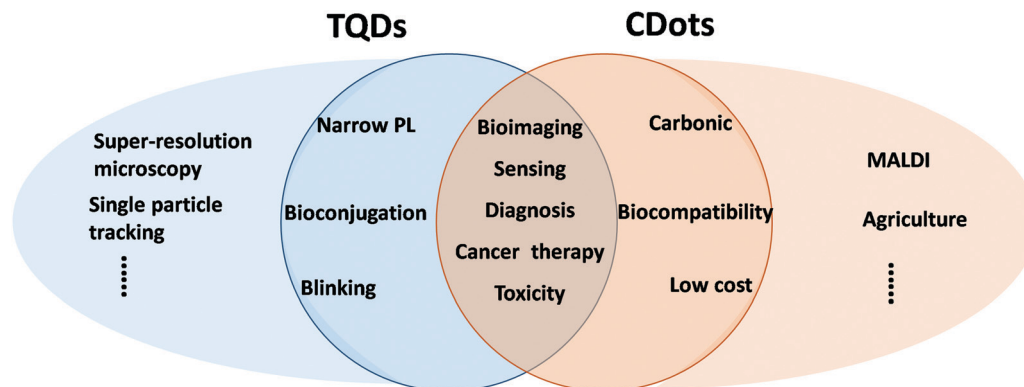 TQDs
CDots
Super-resolution
microscopy
Single particle
tracking
Narrow PL
Bioconjugation
Blinking
Bioimaging
Sensing
Diagnosis
Cancer therapy
Toxicity
Carbonic
Biocompatibility
Low cost
MALDI
Agriculture